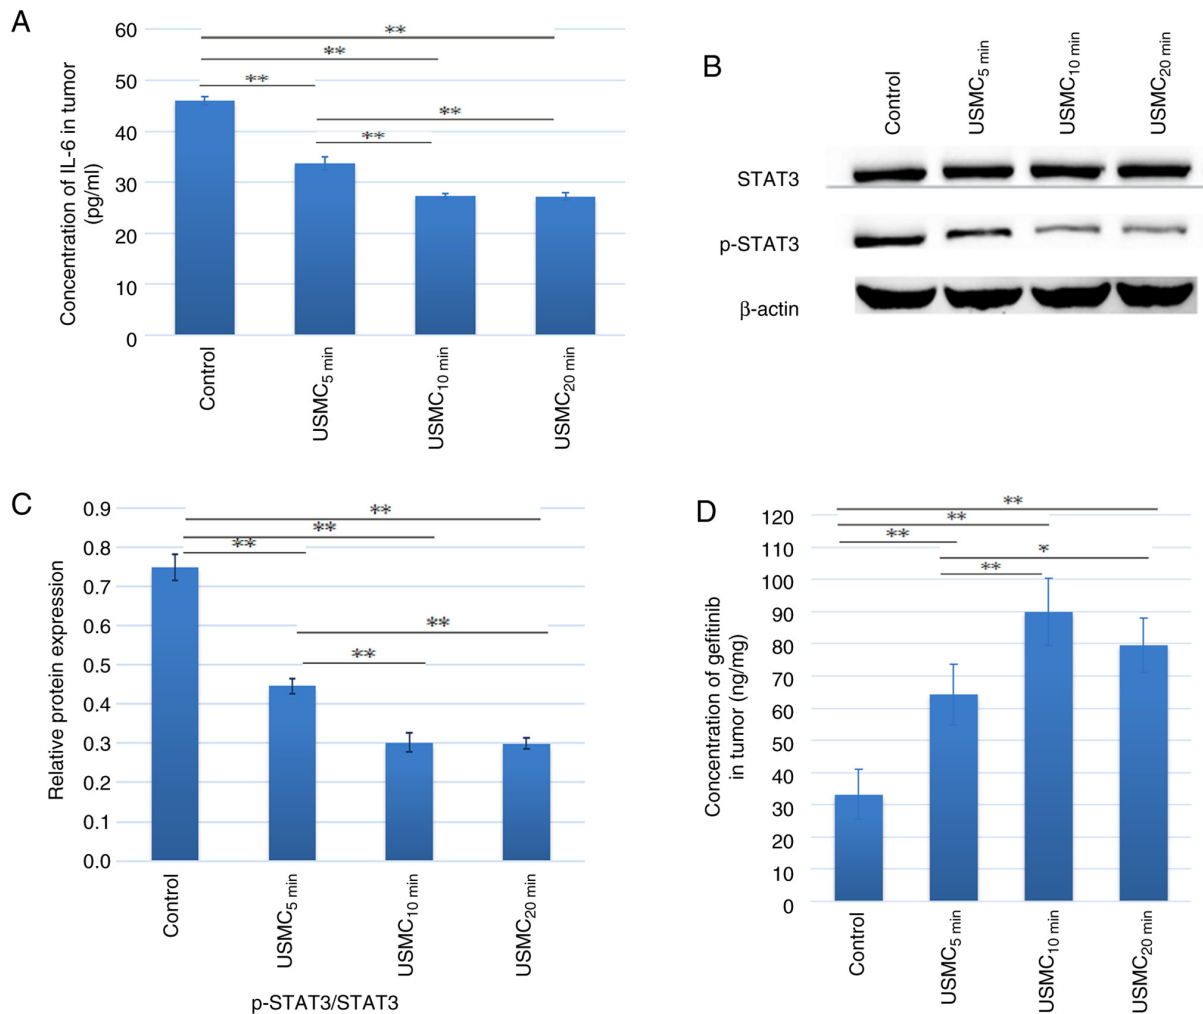 A
60
50
40
30
20
10
0
Concentration of IL-6 in tumor
(pg/ml)
**
**
**
**
**
Control
USMC5 min
USMC10 min
USMC20 min
B
Control
USMC5 min
USMC10 min
USMC20 min
STAT3
p-STAT3
β-actin
C
0.9
0.8
0.7
0.6
0.5
0.4
0.3
0.2
0.1
0.0
Relative protein expression
**
**
**
**
**
Control
USMC5 min
USMC10 min
USMC20 min
p-STAT3/STAT3
D
120
110
100
90
80
70
60
50
40
30
20
10
0
Concentration of gefitinib
in tumor (ng/mg)
**
**
**
*
**
Control
USMC5 min
USMC10 min
USMC20 min